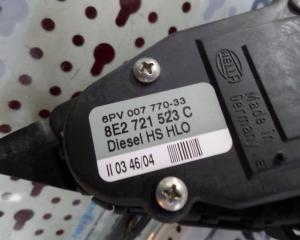 6PV 007 770-33
8E2 721 523 C
Diesel HS HLO
II 03 46/04
HELLA
Made in
Germany